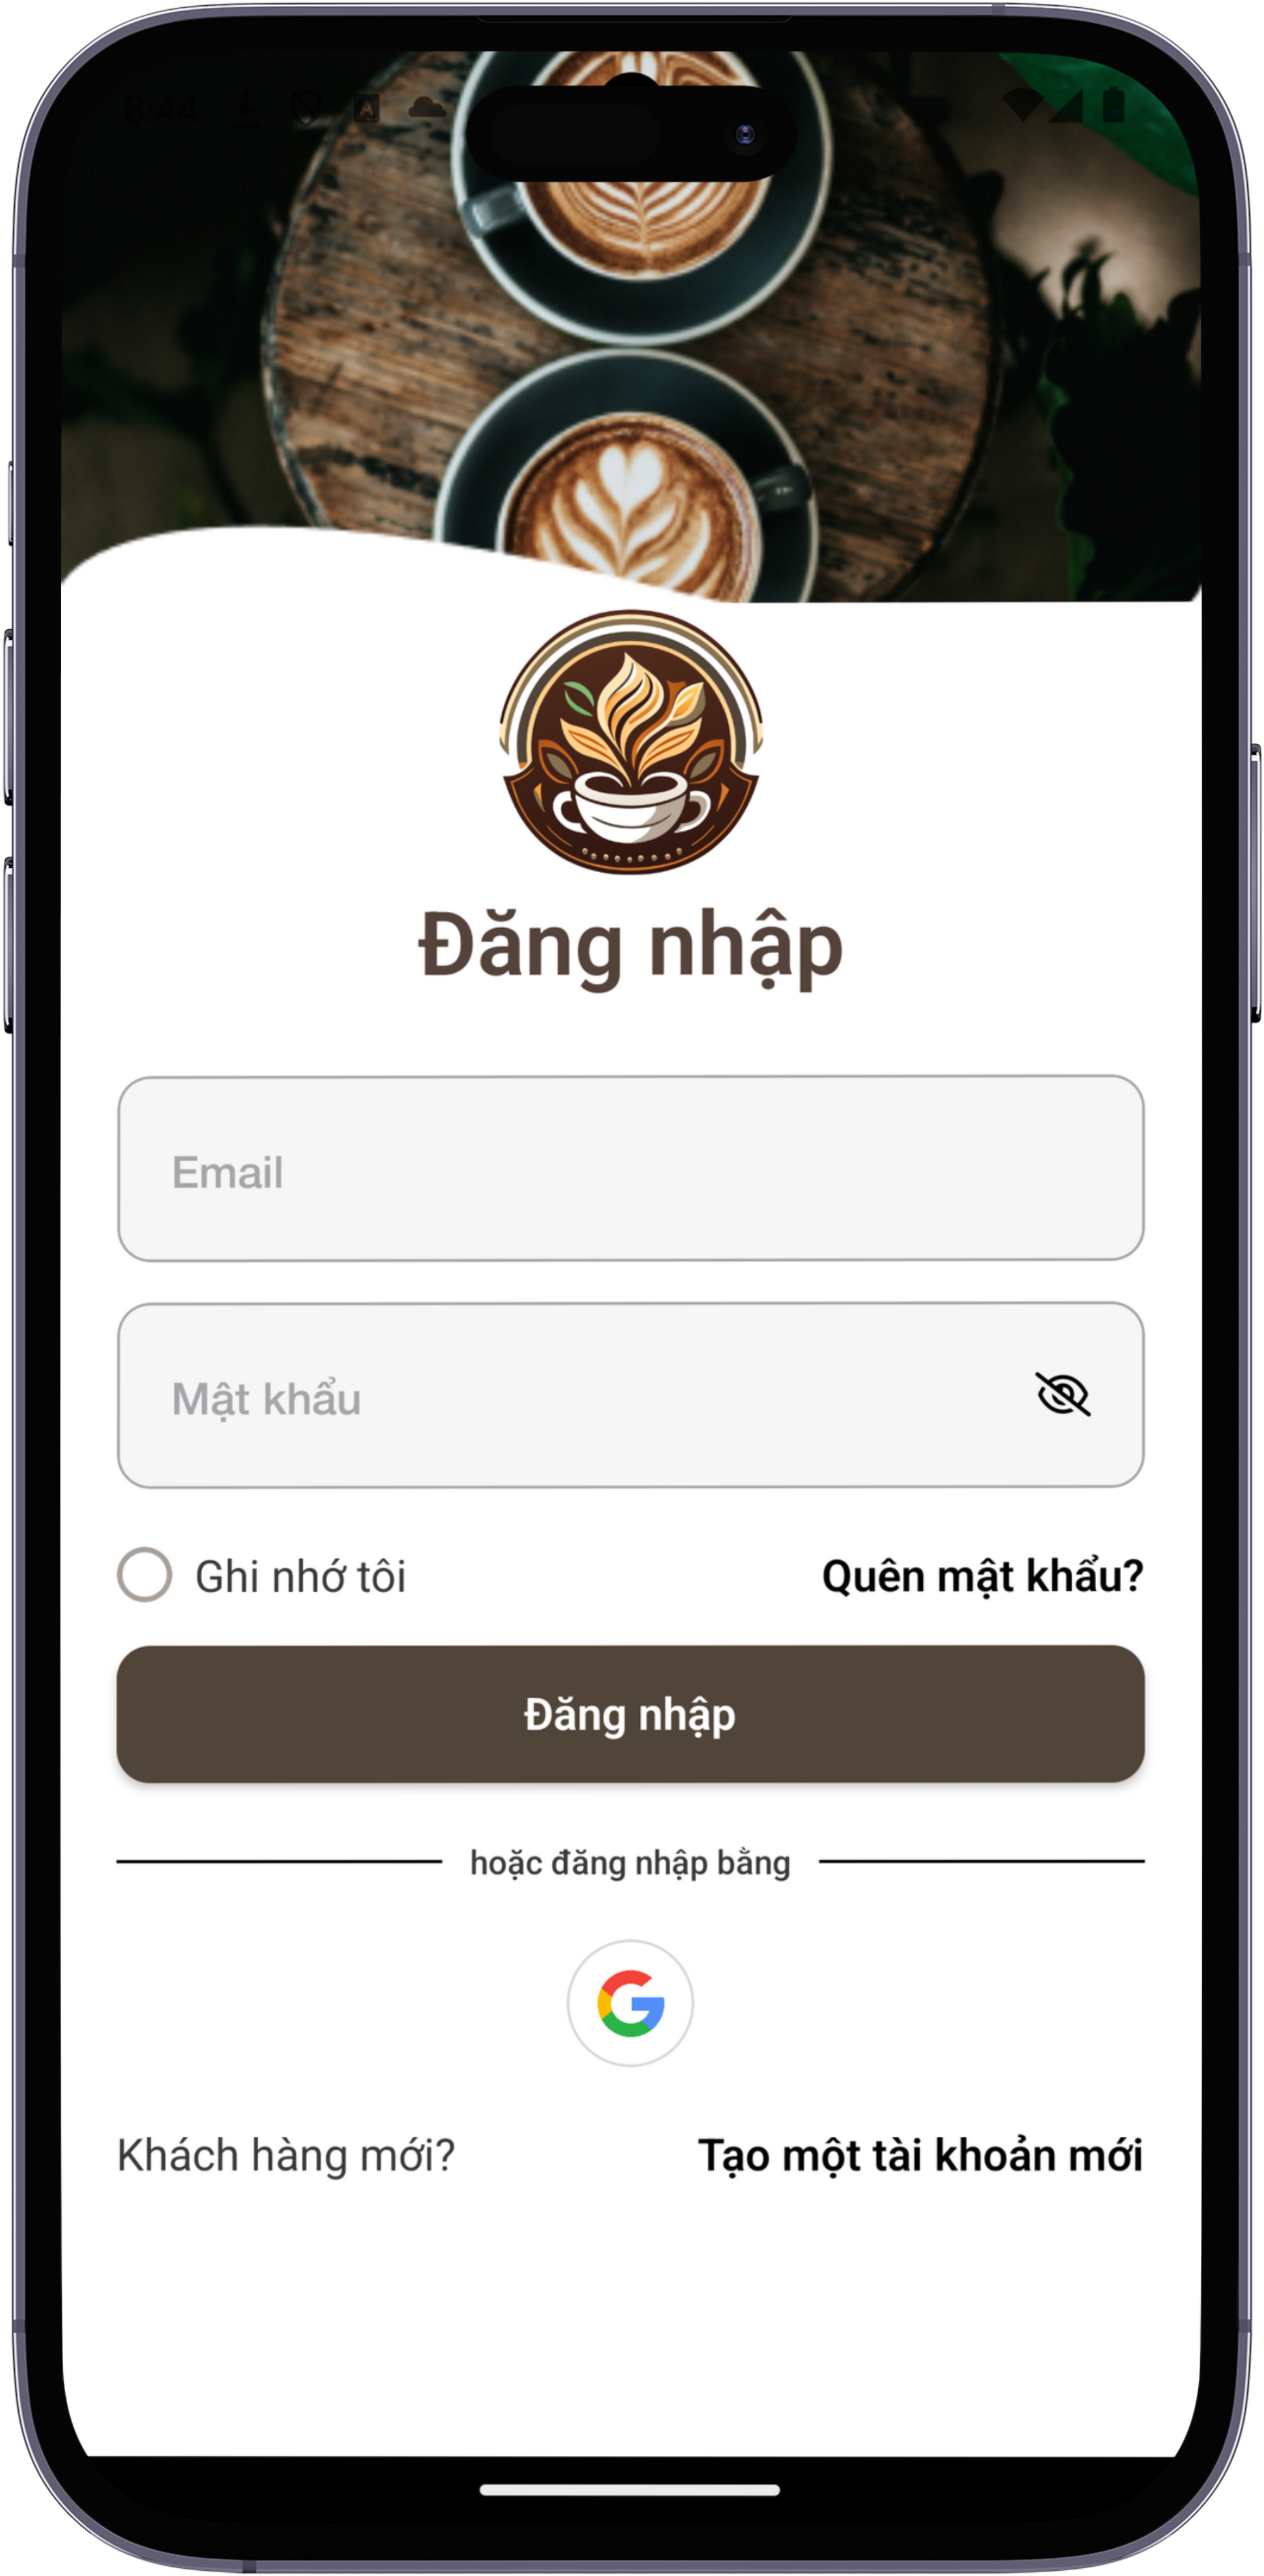 8:44
Đăng nhập
Email
Mật khẩu
Ghi nhớ tôi
Quên mật khẩu?
Đăng nhập
hoặc đăng nhập bằng
Khách hàng mới?
Tạo một tài khoản mới